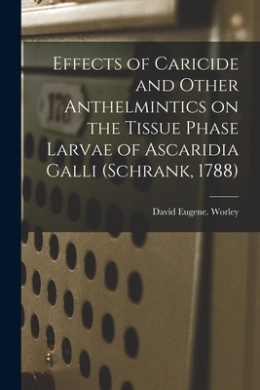 Effects of Caricide
and Other
Anthelmintics on
the Tissue Phase
Larvae of Ascaridia
Galli (Schrank, 1788)
David Eugene. Worley